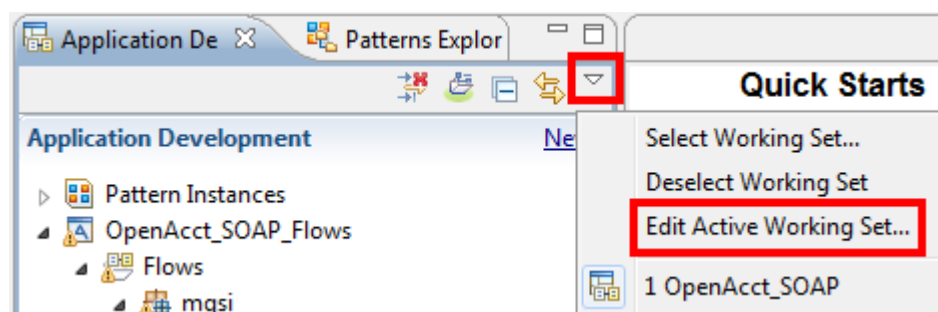 Application De
Patterns Explor
Quick Starts
Application Development
Ne
Select Working Set...
Deselect Working Set
Edit Active Working Set...
1 OpenAcct_SOAP
Pattern Instances
OpenAcct_SOAP_Flows
Flows
mqsi